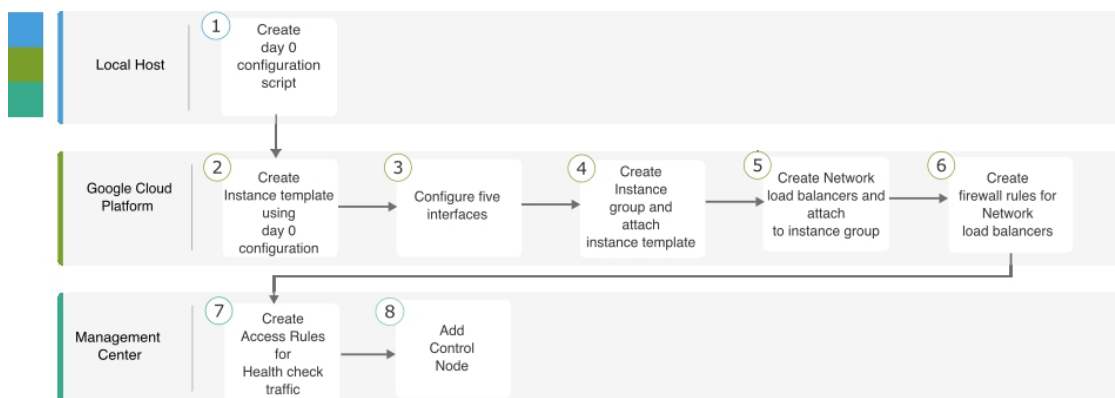 1
Create
day 0
configuration
script
Local Host
2
Create
Instance template
using
day 0
configuration
3
Configure five
interfaces
4
Create
Instance
group and
attach
instance template
5
Create Network
load balancers and
attach
to instance group
6
Create
firewall rules for
Network
load balancers
Google Cloud
Platform
7
Create
Access Rules
for
Health check
traffic
8
Add
Control
Node
Management
Center